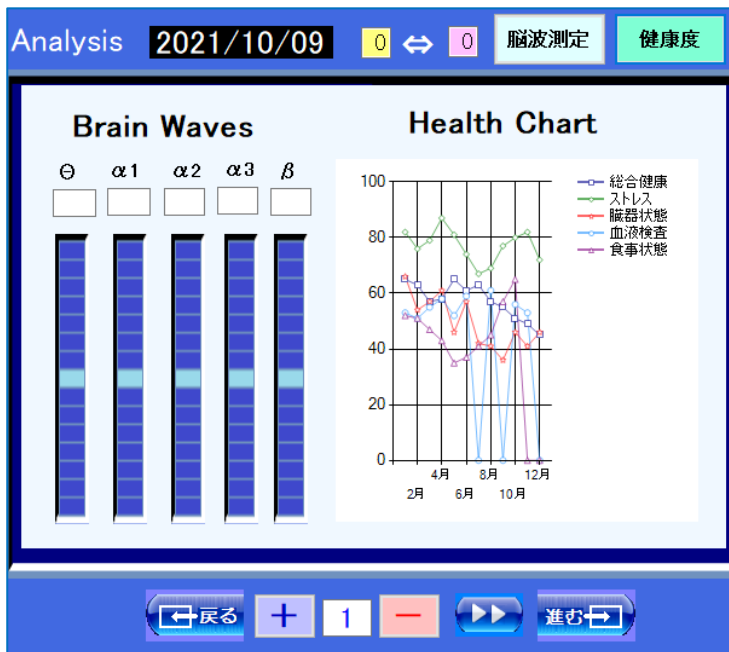 Analysis 2021/10/09 0 ⇔ 0 脳波測定 健康度
Brain Waves
Θ α1 α2 α3 β
Health Chart
100
80
60
40
20
0
4月 8月 12月
2月 6月 10月
総合健康
ストレス
臓器状態
血液検査
食事状態
戻る + 1 − 進む